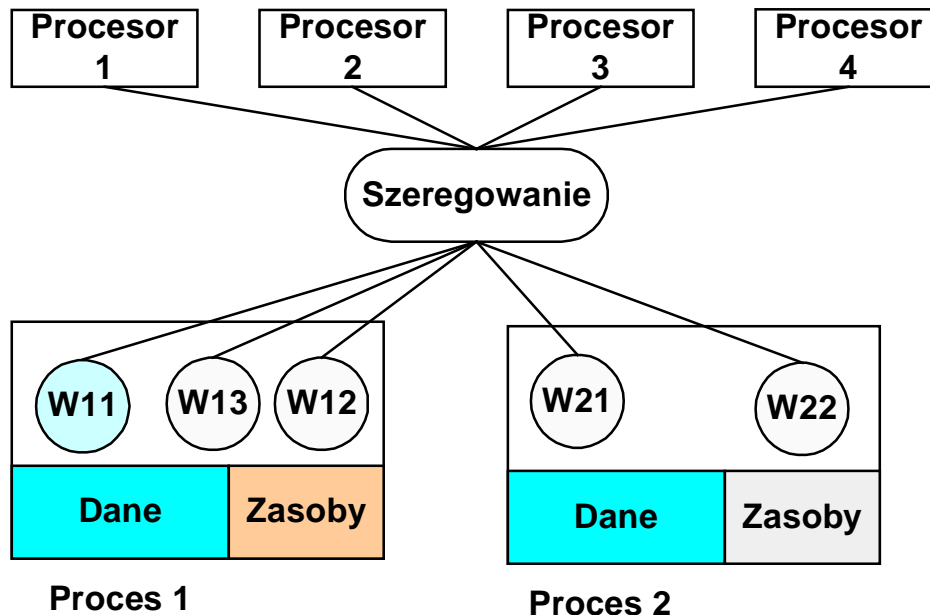 Procesor
1
Procesor
2
Procesor
3
Procesor
4
Szeregowanie
W11
W13
W12
W21
W22
Dane
Zasoby
Dane
Zasoby
Proces 1
Proces 2